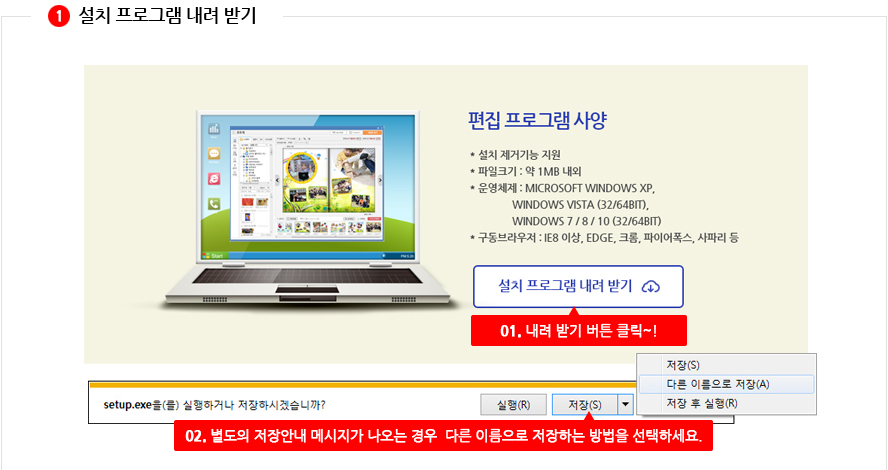 1 설치 프로그램 내려 받기
편집 프로그램 사양
* 설치 제거기능 지원
* 파일크기 : 약 1MB 내외
* 운영체제 : MICROSOFT WINDOWS XP,
WINDOWS VISTA (32/64BIT),
WINDOWS 7 / 8 / 10 (32/64BIT)
* 구동브라우저 : IE8 이상, EDGE, 크롬, 파이어폭스, 사파리 등
Start
설치 프로그램 내려 받기
01. 내려 받기 버튼 클릭~!
저장(S)
다른 이름으로 저장(A)
저장 후 실행(R)
setup.exe을(를) 실행하거나 저장하시겠습니까?
실행(R)
저장(S)
02. 별도의 저장안내 메시지가 나오는 경우 다른 이름으로 저장하는 방법을 선택하세요.